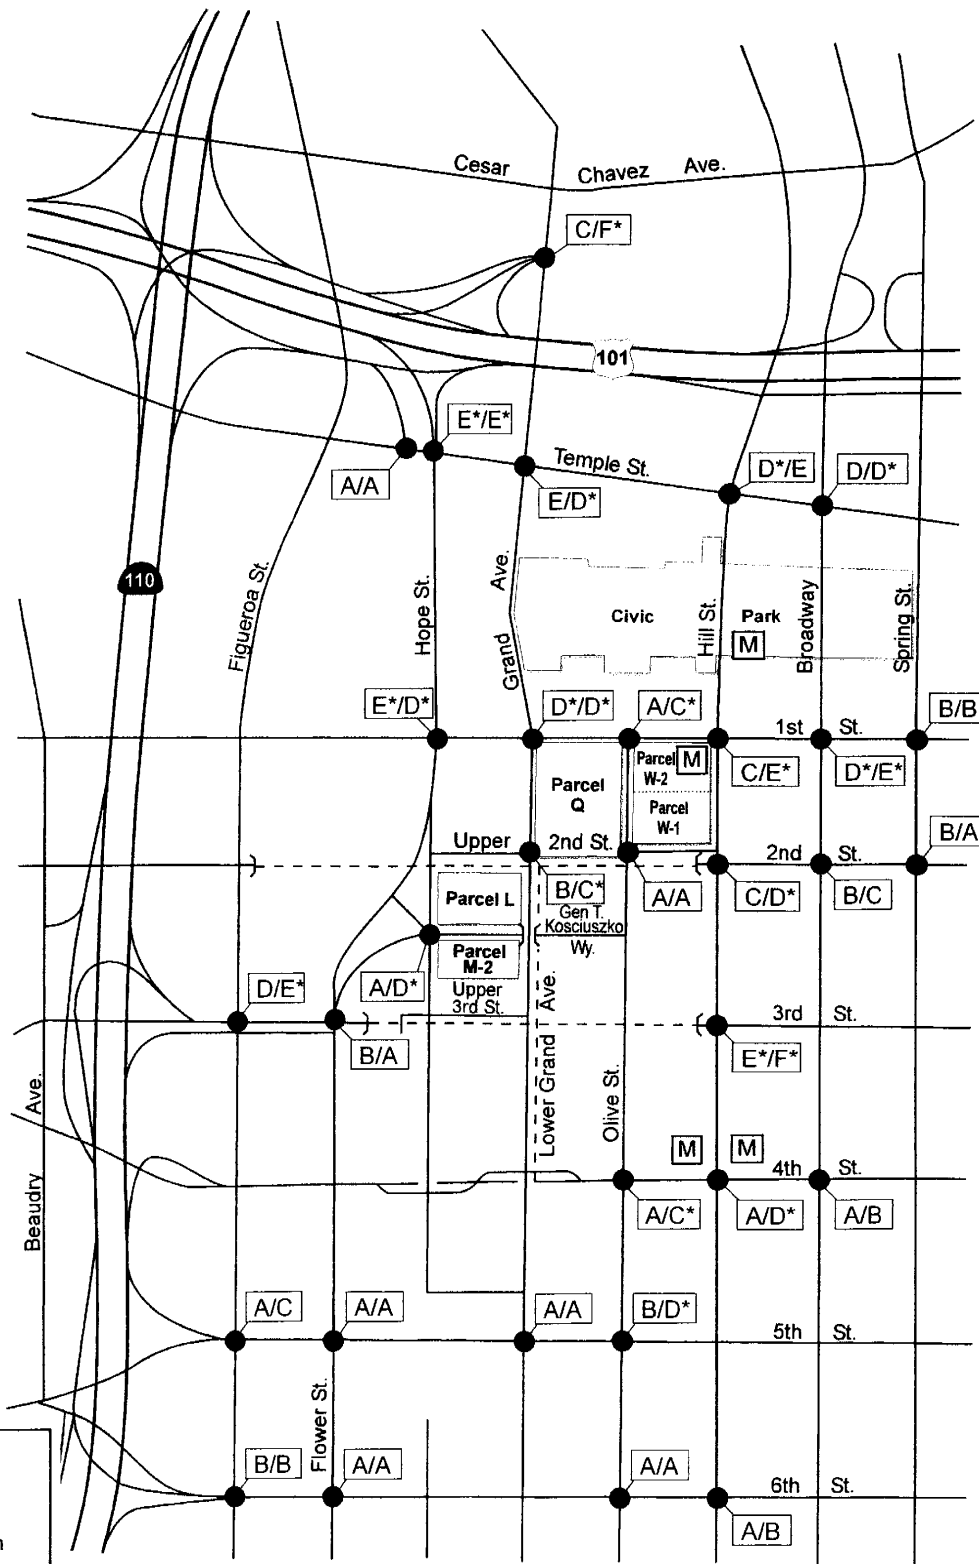 Cesar Chavez Ave.
C/F*
101
E*/E*
A/A
Temple St.
E/D*
D*/E
D/D*
110
Figueroa St.
Hope St.
Grand Ave.
Civic Park
Hill St.
M
Broadway
Spring St.
E*/D*
D*/D*
A/C*
B/B
1st St.
C/E*
D*/E*
Parcel
Q
Parcel
W-2
M
Parcel
W-1
Upper 2nd St.
2nd St.
B/A
B/C*
A/A
C/D*
B/C
Parcel L
Gen T.
Kosciuszko
Wy.
Parcel
M-2
A/D*
Upper
3rd St.
D/E*
B/A
3rd St.
E*/F*
Lower Grand Ave.
Olive St.
Beaudry Ave.
M
M
4th St.
A/C*
A/D*
A/B
A/C
A/A
A/A
B/D*
5th St.
Flower St.
B/B
A/A
A/A
6th St.
A/B